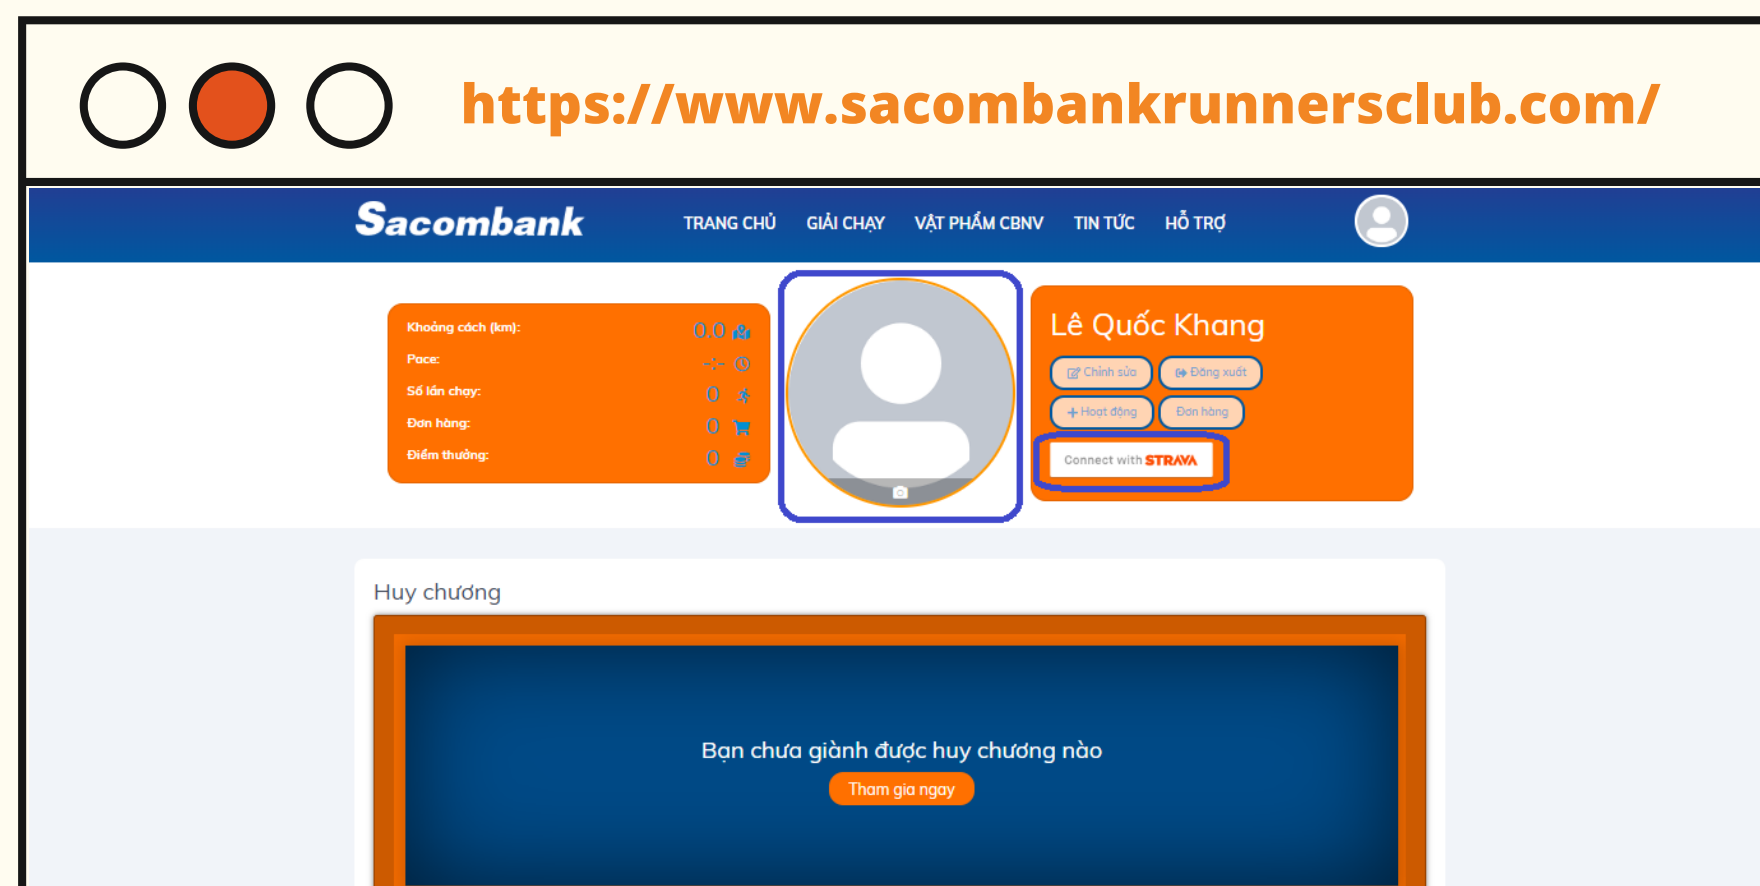 https://www.sacombankrunnersclub.com/
Sacombank
TRANG CHỦ GIẢI CHẠY VẬT PHẨM CBNV TIN TỨC HỖ TRỢ
Khoảng cách (km): 0.0
Pace: -:-
Số lần chạy: 0
Đơn hàng: 0
Điểm thưởng: 0
Lê Quốc Khang
Chỉnh sửa Đăng xuất
+ Hoạt động Đơn hàng
Connect with STRAVA
Huy chương
Bạn chưa giành được huy chương nào
Tham gia ngay